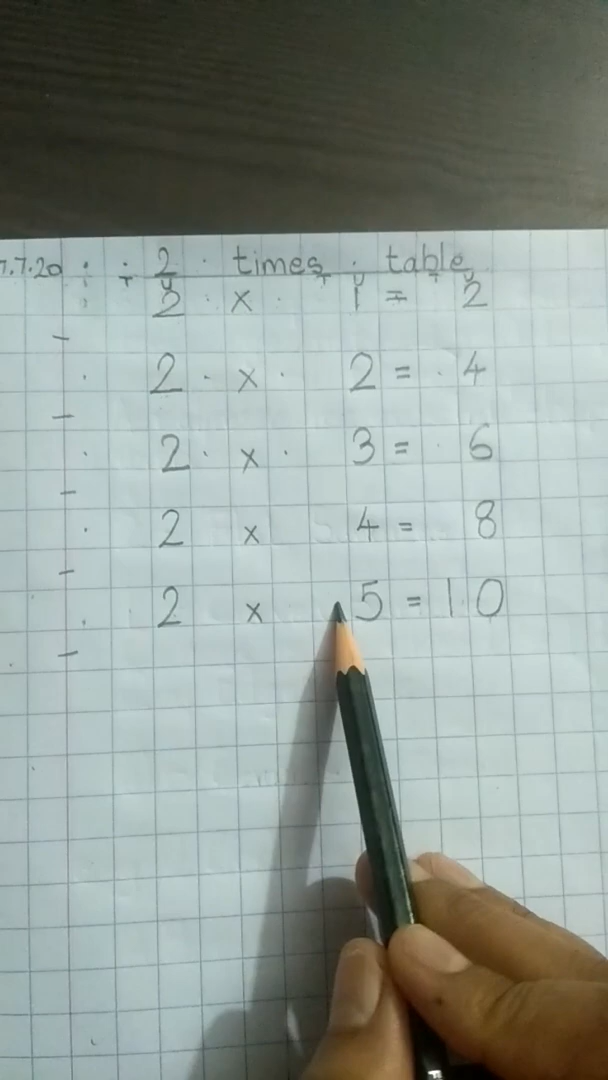 7.7.20 2 times table
2 x 1 = 2
2 x 2 = 4
2 x 3 = 6
2 x 4 = 8
2 x 5 = 10